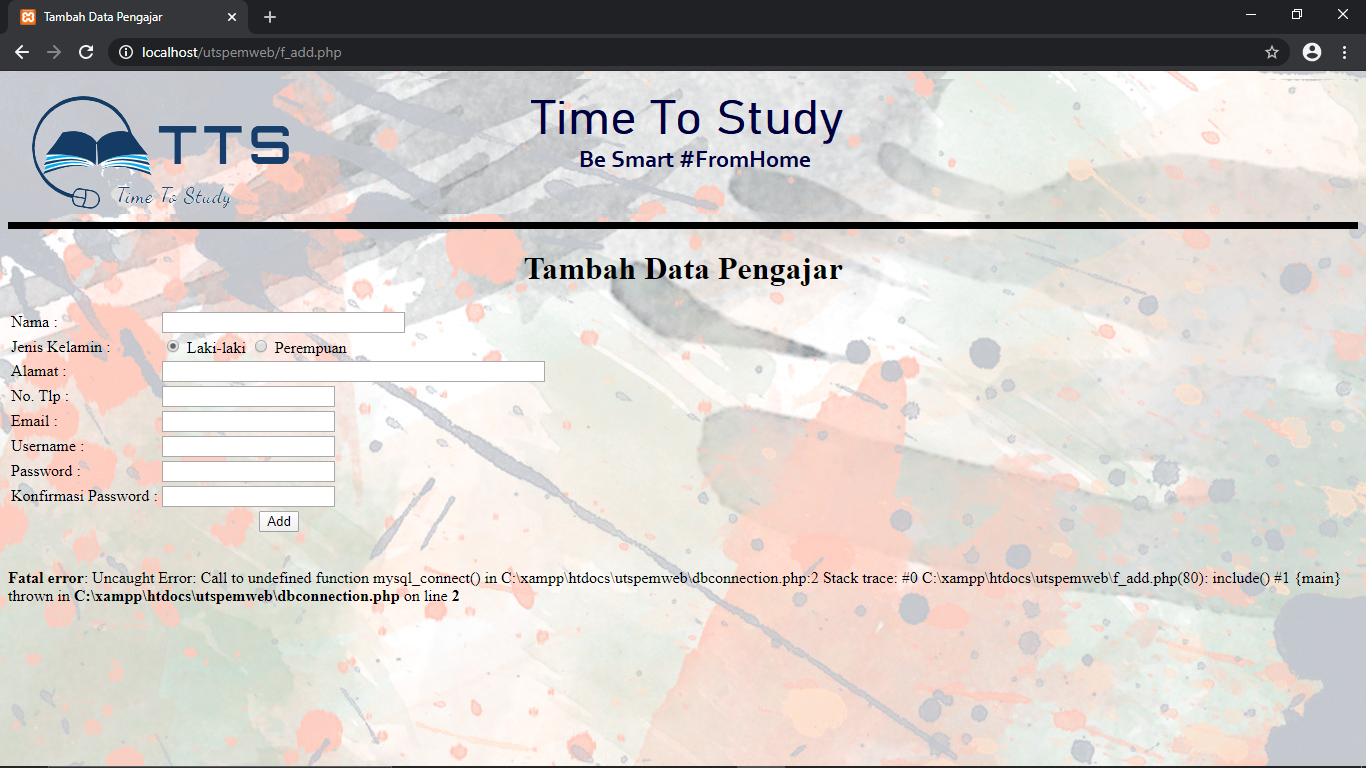 Tambah Data Pengajar
localhost/utspemweb/f_add.php
TTS
Time To Study
Time To Study
Be Smart #FromHome
Tambah Data Pengajar
Nama :
Jenis Kelamin : Laki-laki Perempuan
Alamat :
No. Tlp :
Email :
Username :
Password :
Konfirmasi Password :
Add
Fatal error: Uncaught Error: Call to undefined function mysql_connect() in C:\xampp\htdocs\utspemweb\dbconnection.php:2 Stack trace: #0 C:\xampp\htdocs\utspemweb\f_add.php(80): include() #1 {main}
thrown in C:\xampp\htdocs\utspemweb\dbconnection.php on line 2